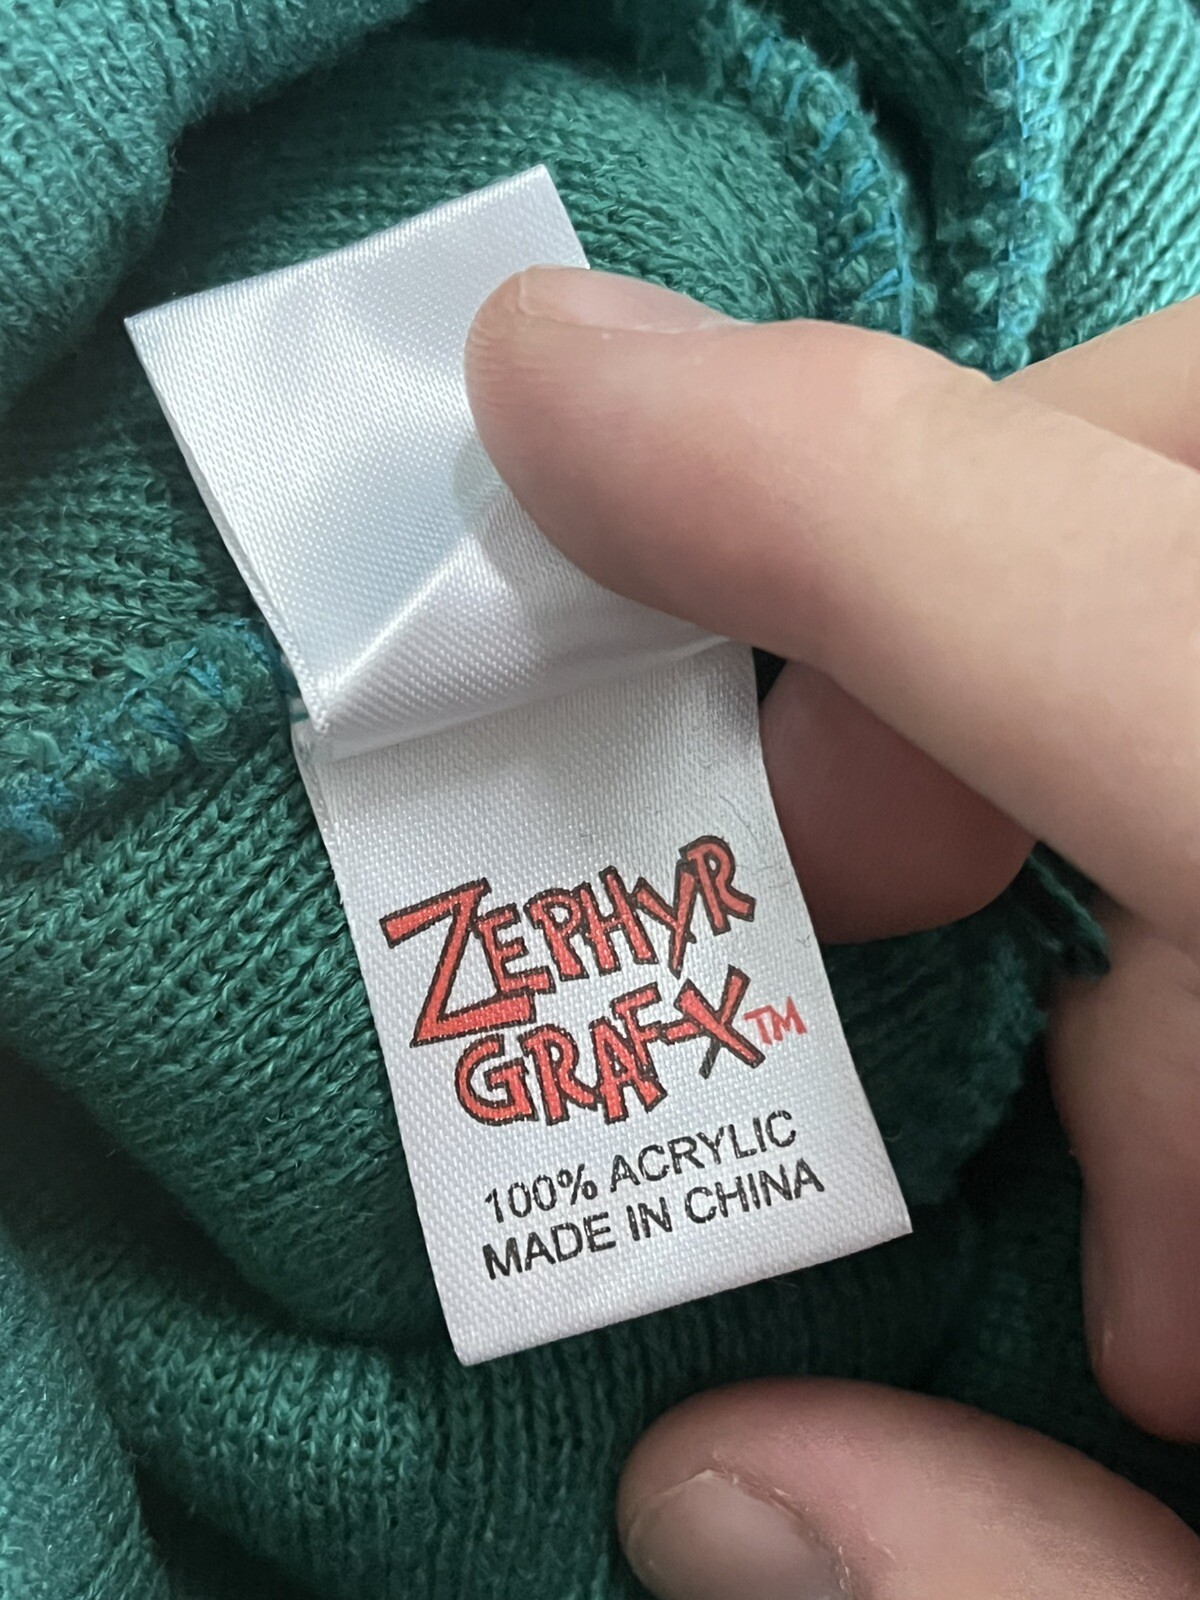 ZEPHYR
GRAF-X™
100% ACRYLIC
MADE IN CHINA